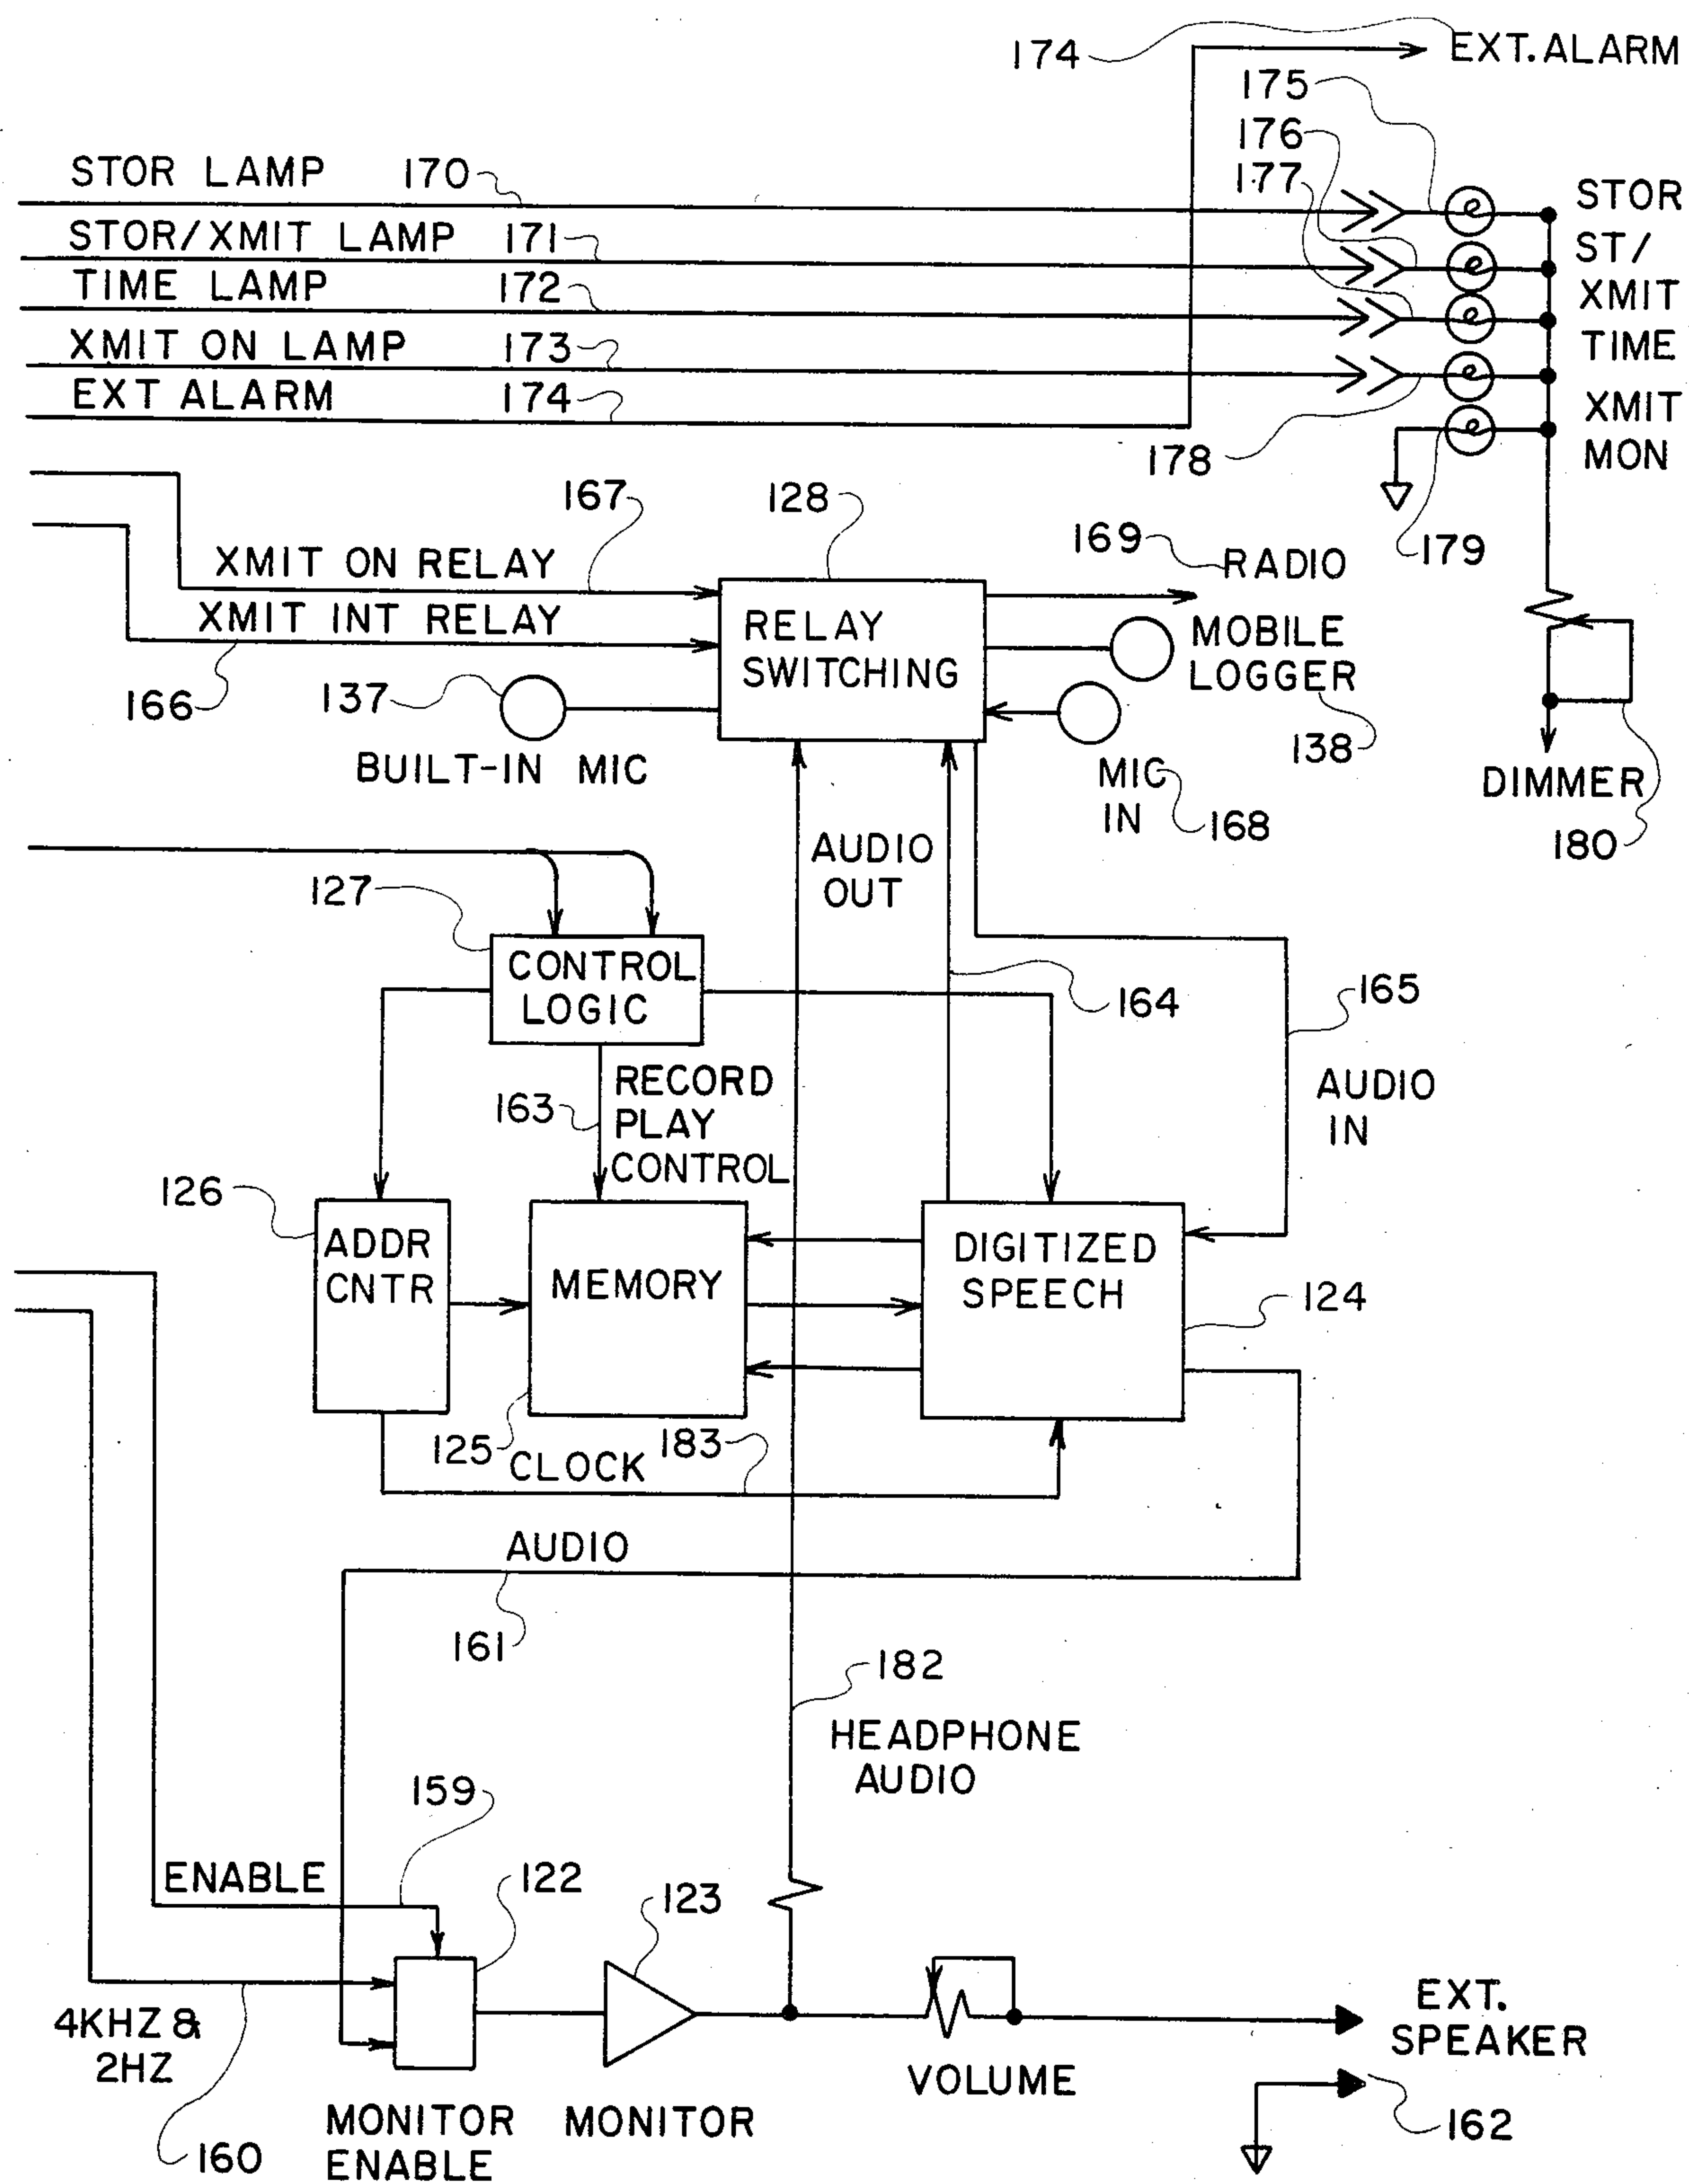 174 EXT. ALARM
175
176
177
STOR LAMP 170
STOR
STOR/XMIT LAMP 171
ST/
XMIT
TIME LAMP 172
TIME
XMIT ON LAMP 173
XMIT
EXT ALARM 174
MON
178
179
167
128
169
RADIO
XMIT ON RELAY
XMIT INT RELAY
166
RELAY
SWITCHING
MOBILE
LOGGER
138
137
BUILT-IN MIC
MIC
IN
168
DIMMER
180
AUDIO
OUT
127
CONTROL
LOGIC
164
165
AUDIO
IN
RECORD
PLAY
CONTROL
163
126
ADDR
CNTR
MEMORY
DIGITIZED
SPEECH
124
125
CLOCK
183
AUDIO
161
182
HEADPHONE
AUDIO
159
ENABLE
122
123
4KHZ &
2HZ
160
MONITOR
ENABLE
MONITOR
VOLUME
EXT.
SPEAKER
162